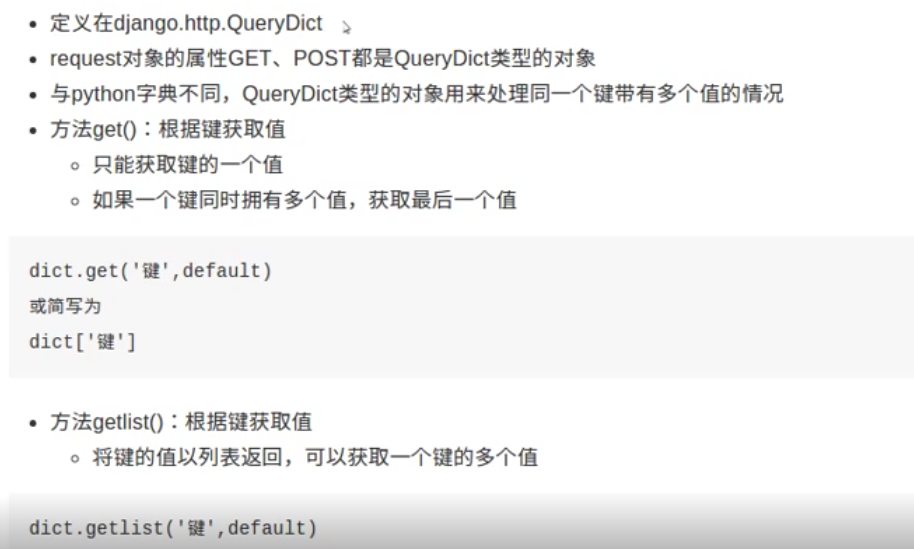 定义在django.http.QueryDict
request对象的属性GET、POST都是QueryDict类型的对象
与python字典不同，QueryDict类型的对象用来处理同一个键带有多个值的情况
方法get()：根据键获取值
只能获取键的一个值
如果一个键同时拥有多个值，获取最后一个值
dict.get('键',default)
或简写为
dict['键']
方法getlist()：根据键获取值
将键的值以列表返回，可以获取一个键的多个值
dict.getlist('键',default)